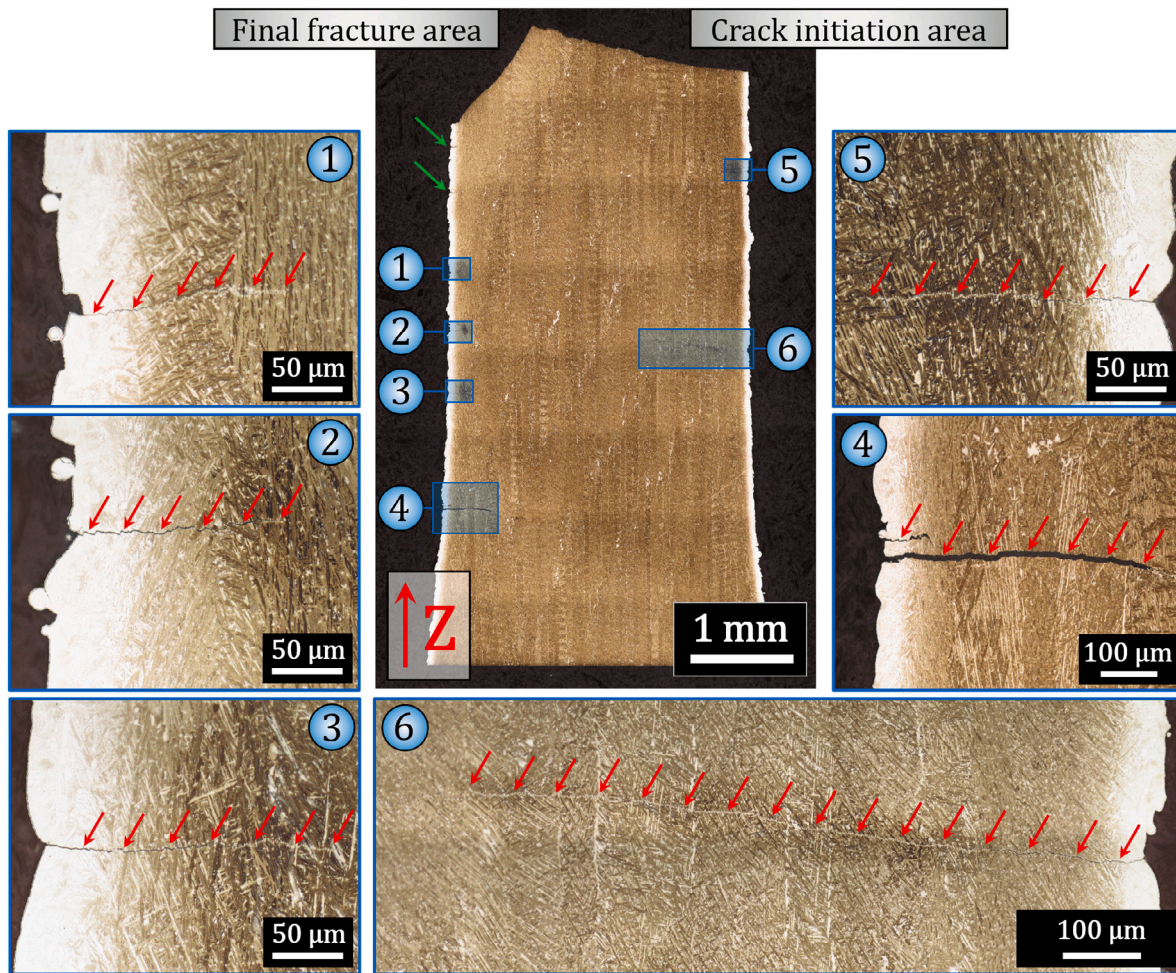 Final fracture area
Crack initiation area
1
50 μm
2
50 μm
3
50 μm
1
2
3
4
5
6
Z
1 mm
5
50 μm
4
100 μm
6
100 μm